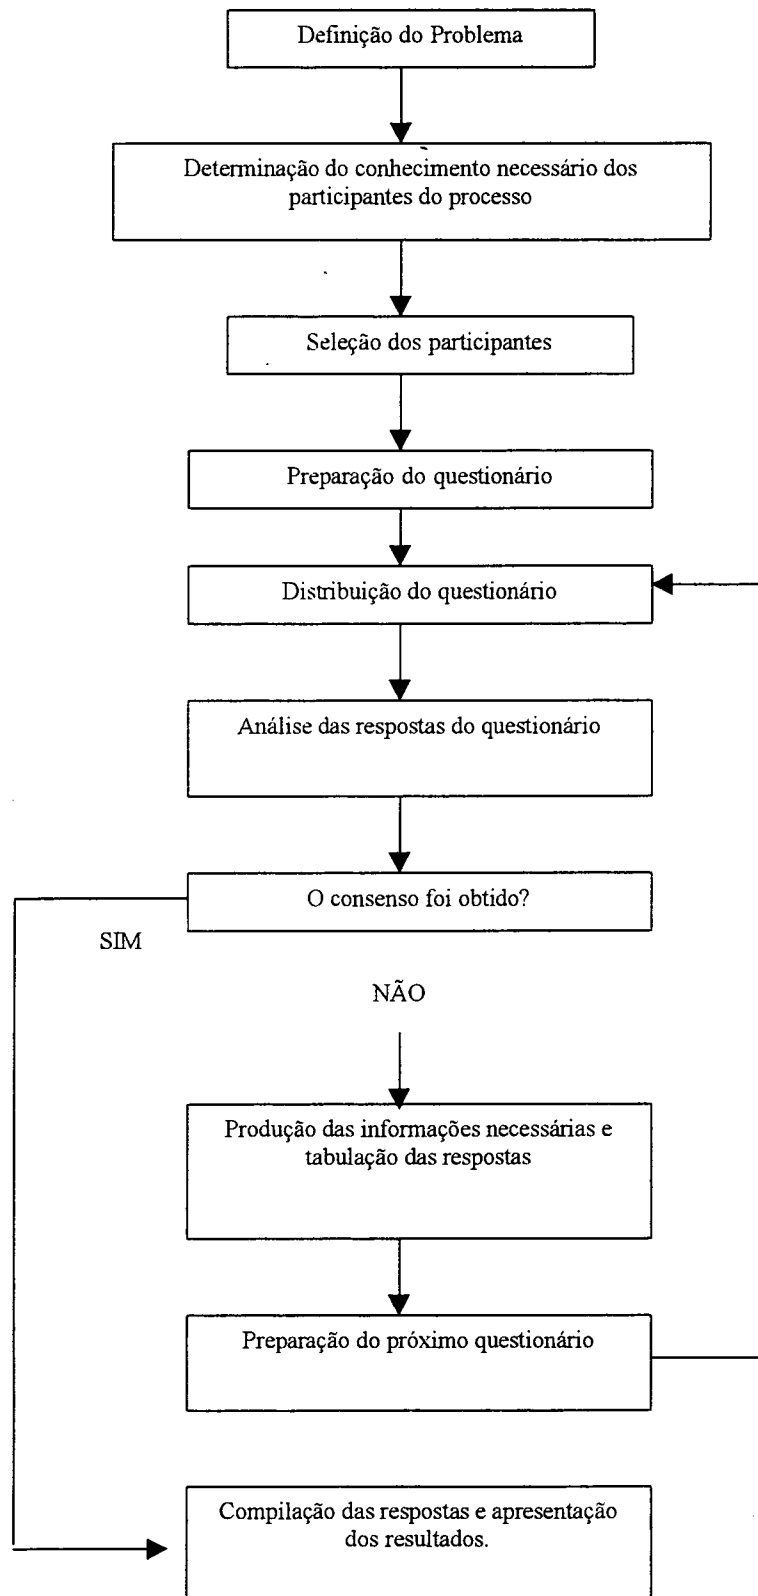 Definição do Problema
Determinação do conhecimento necessário dos
participantes do processo
Seleção dos participantes
Preparação do questionário
Distribuição do questionário
Análise das respostas do questionário
O consenso foi obtido?
SIM
NÃO
Produção das informações necessárias e
tabulação das respostas
Preparação do próximo questionário
Compilação das respostas e apresentação
dos resultados.